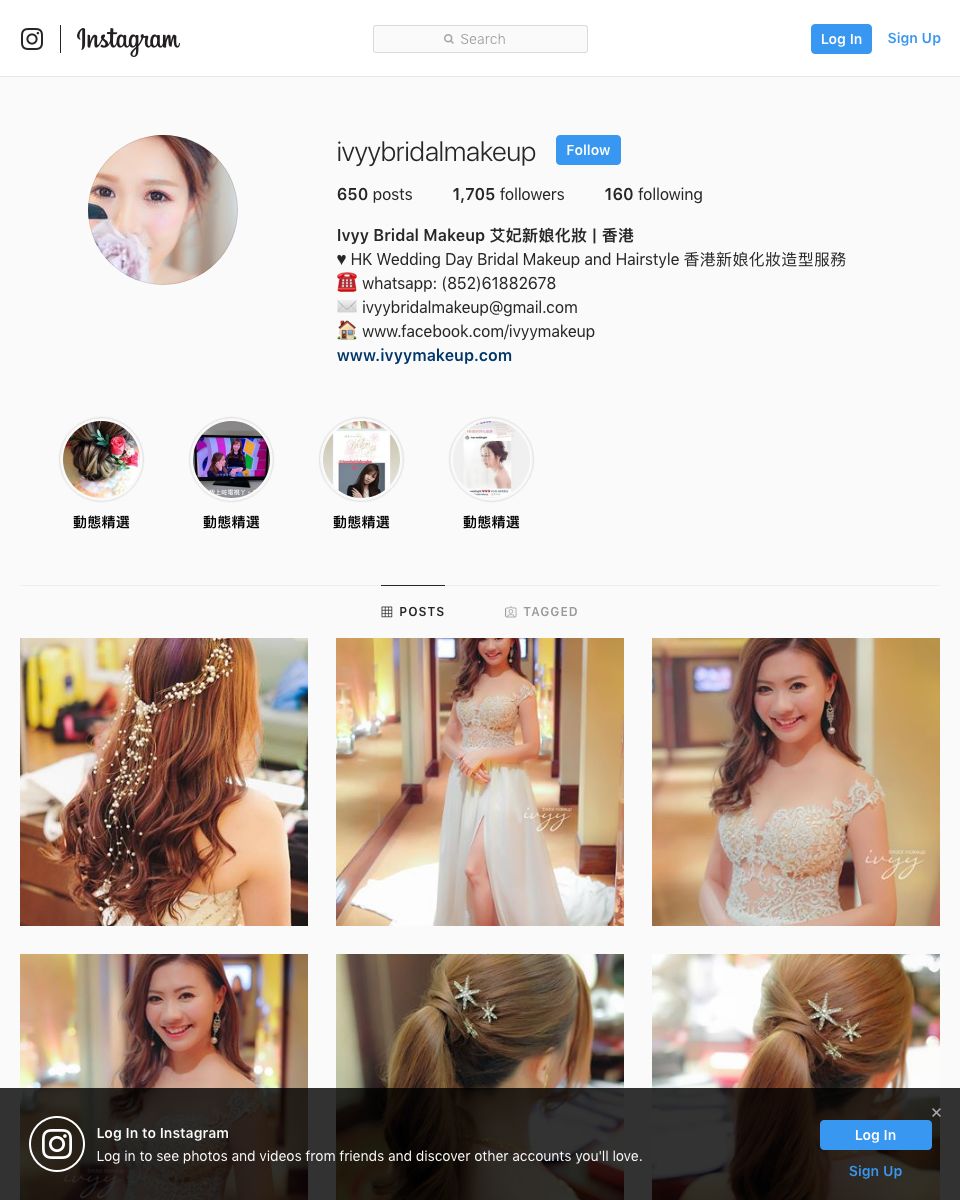 Instagram
Search
Log In
Sign Up
ivyybridalmakeup
Follow
650 posts
1,705 followers
160 following
Ivyy Bridal Makeup 艾妃新娘化妝 | 香港
♥ HK Wedding Day Bridal Makeup and Hairstyle 香港新娘化妝造型服務
☎️ whatsapp: (852)61882678
✉️ ivyybridalmakeup@gmail.com
🏠 www.facebook.com/ivyymakeup
www.ivyymakeup.com
動態精選
動態精選
動態精選
動態精選
POSTS
TAGGED
bridal makeup
ivyy
bridal makeup
ivyy
Log In to Instagram
Log in to see photos and videos from friends and discover other accounts you'll love.
Log In
Sign Up